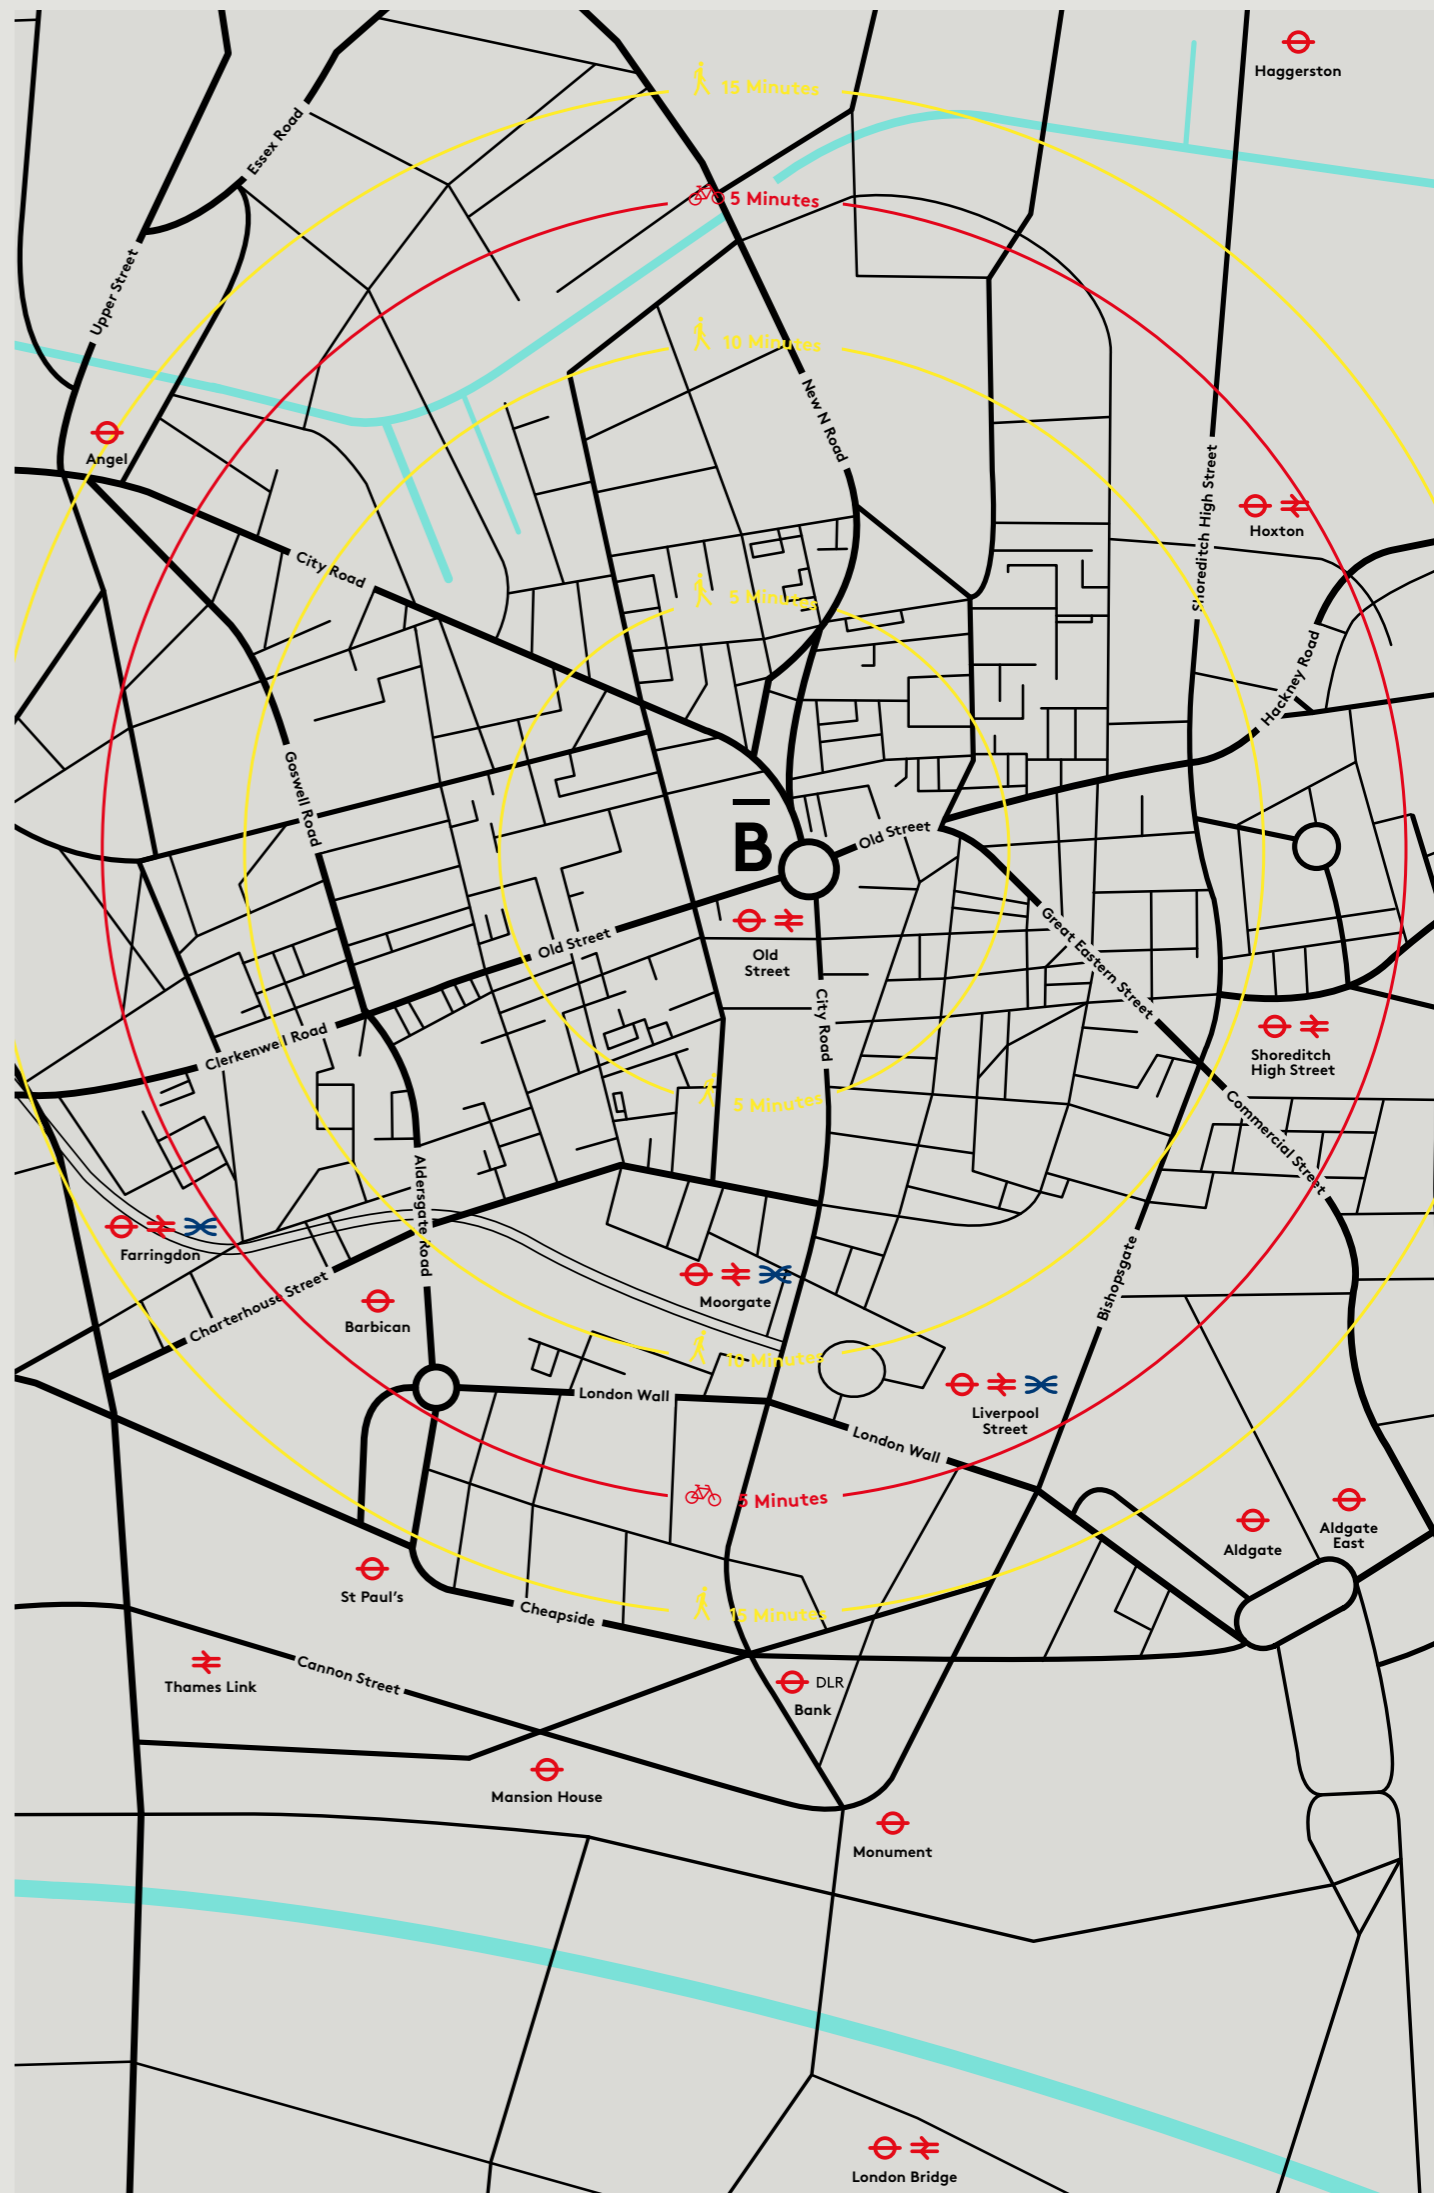 Haggerston
15 Minutes
Essex Road
5 Minutes
Upper Street
10 Minutes
New N Road
Angel
Shoreditch High Street
Hoxton
City Road
5 Minutes
Hackney Road
Goswell Road
B
Old Street
Great Eastern Street
Old Street
Old
Street
City Road
Clerkenwell Road
Shoreditch
High Street
5 Minutes
Commercial Street
Aldersgate Road
Farringdon
Bishopsgate
Charterhouse Street
Moorgate
Barbican
10 Minutes
London Wall
Liverpool
Street
London Wall
5 Minutes
Aldgate
Aldgate
East
St Paul's
Cheapside
15 Minutes
Thames Link
Cannon Street
DLR
Bank
Mansion House
Monument
London Bridge